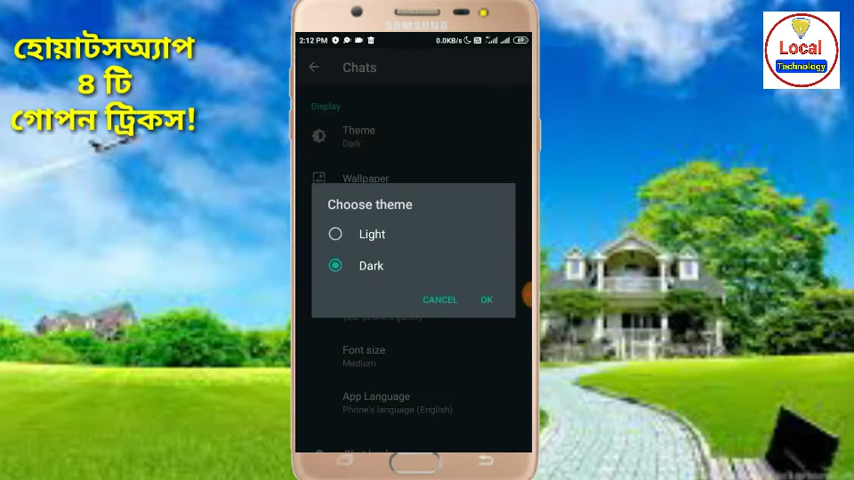 হোয়াটসঅ্যাপ
৪ টি
গোপন ট্রিকস!
SAMSUNG
2:12 PM
0.0KB/s
Chats
Display
Theme
Dark
Wallpaper
Choose theme
Light
Dark
CANCEL
OK
Font size
Medium
App Language
Phone's language (English)
Local
Technology